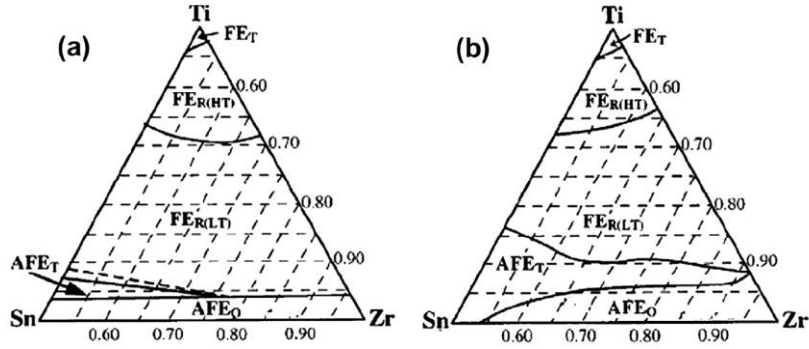 (a)
Ti
FE_T
0.60
FE_R(HT)
0.70
0.80
FE_R(LT)
0.90
AFE_T
AFE_O
Sn
Zr
0.60 0.70 0.80 0.90
(b)
Ti
FE_T
0.60
FE_R(HT)
0.70
0.80
FE_R(LT)
0.90
AFE_T
AFE_O
Sn
Zr
0.60 0.70 0.80 0.90